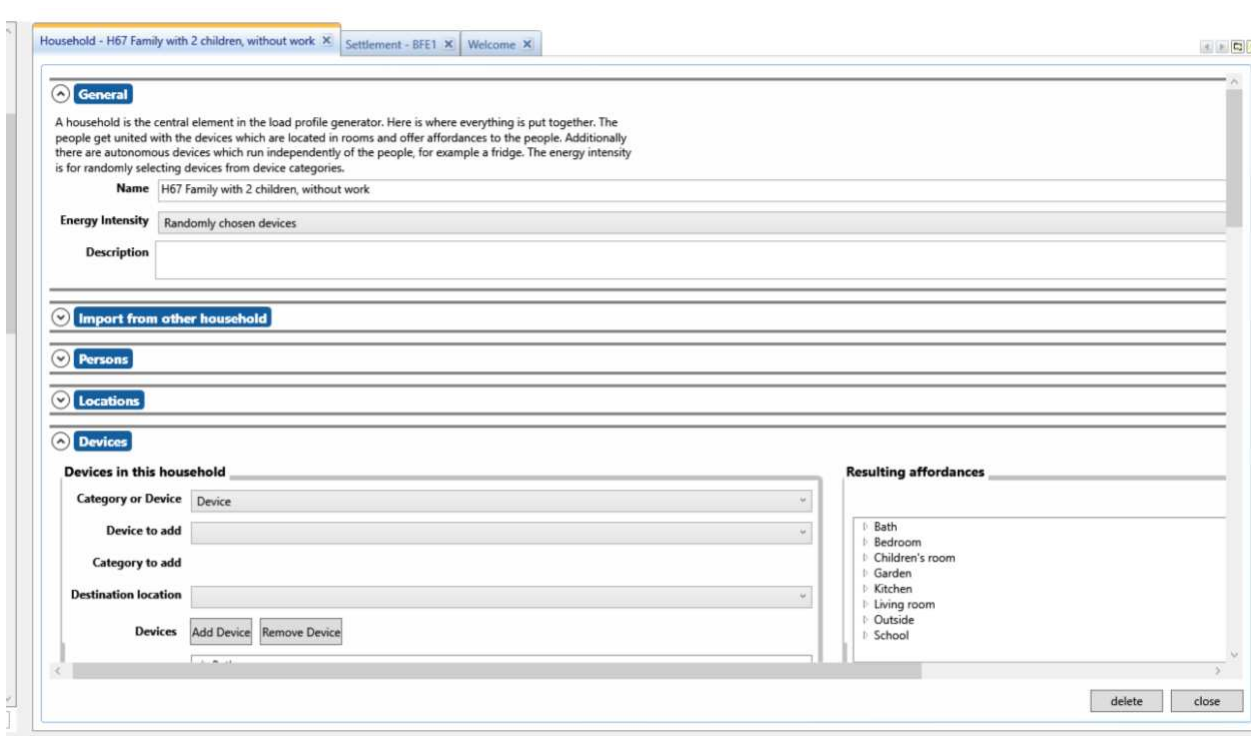 Household - H67 Family with 2 children, without work
Settlement - BFE1
Welcome
General
A household is the central element in the load profile generator. Here is where everything is put together. The
people get united with the devices which are located in rooms and offer affordances to the people. Additionally
there are autonomous devices which run independently of the people, for example a fridge. The energy intensity
is for randomly selecting devices from device categories.
Name H67 Family with 2 children, without work
Energy Intensity Randomly chosen devices
Description
Import from other household
Persons
Locations
Devices
Devices in this household
Category or Device Device
Device to add
Category to add
Destination location
Devices Add Device Remove Device
Resulting affordances
Bath
Bedroom
Children's room
Garden
Kitchen
Living room
Outside
School
delete close